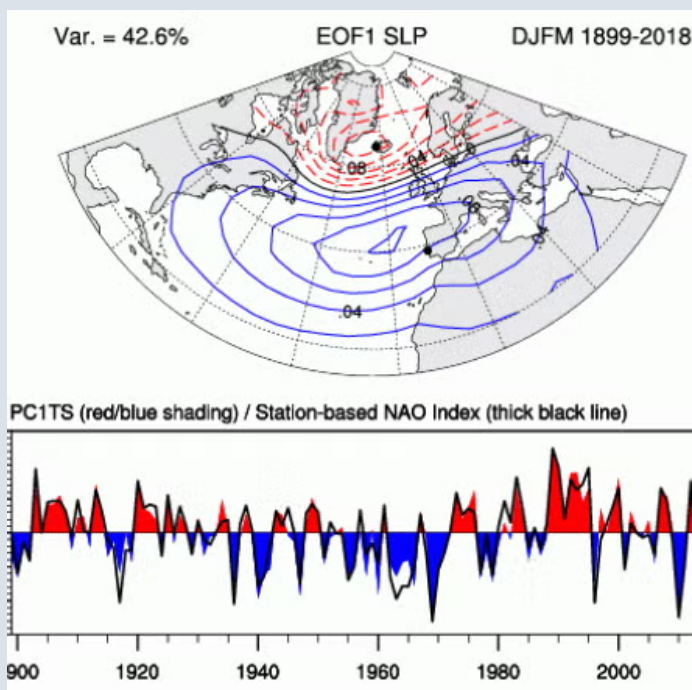 Var. = 42.6% EOF1 SLP DJFM 1899-2018
.08
.04
.04
.04
PC1TS (red/blue shading) / Station-based NAO Index (thick black line)
900 1920 1940 1960 1980 2000